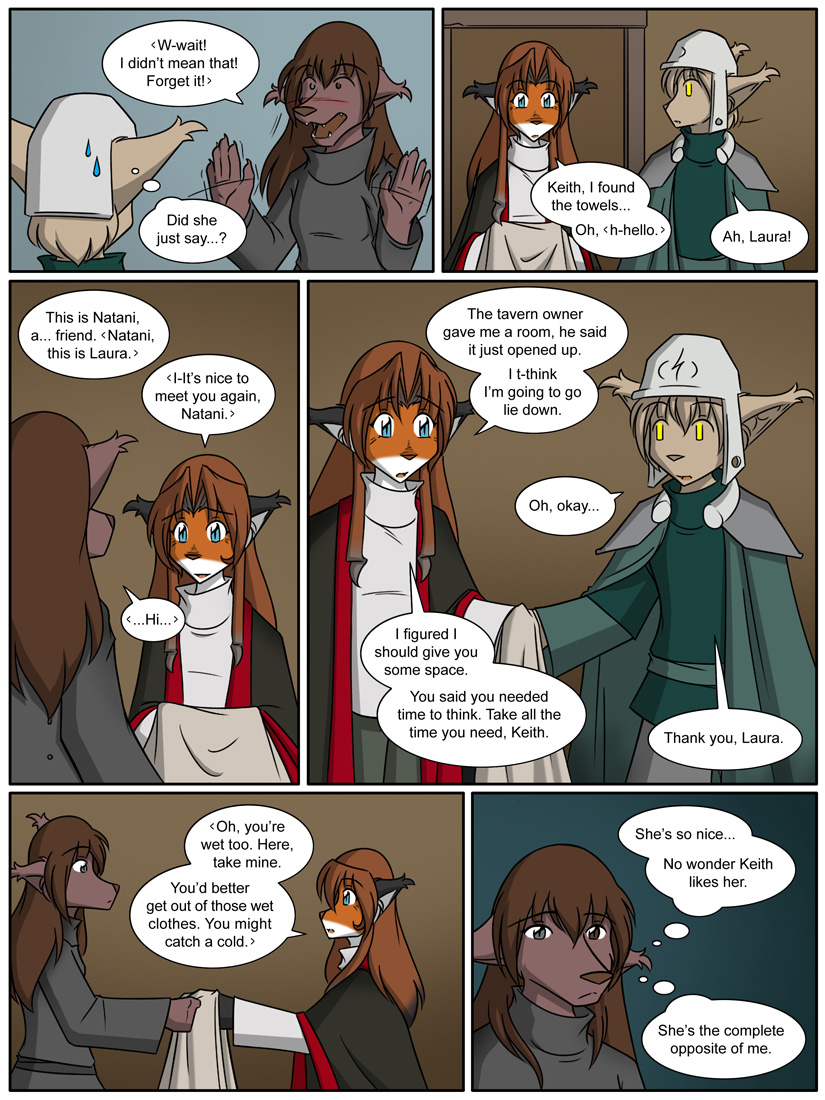 ‹W-wait!
I didn't mean that!
Forget it!›
Did she
just say...?
Keith, I found
the towels...
Oh, ‹h-hello.›
Ah, Laura!
This is Natani,
a... friend. ‹Natani,
this is Laura.›
‹I-It's nice to
meet you again,
Natani.›
‹...Hi...›
The tavern owner
gave me a room, he said
it just opened up.
I t-think
I'm going to go
lie down.
Oh, okay...
I figured I
should give you
some space.
You said you needed
time to think. Take all the
time you need, Keith.
Thank you, Laura.
‹Oh, you're
wet too. Here,
take mine.
You'd better
get out of those wet
clothes. You might
catch a cold.›
She's so nice...
No wonder Keith
likes her.
She's the complete
opposite of me.